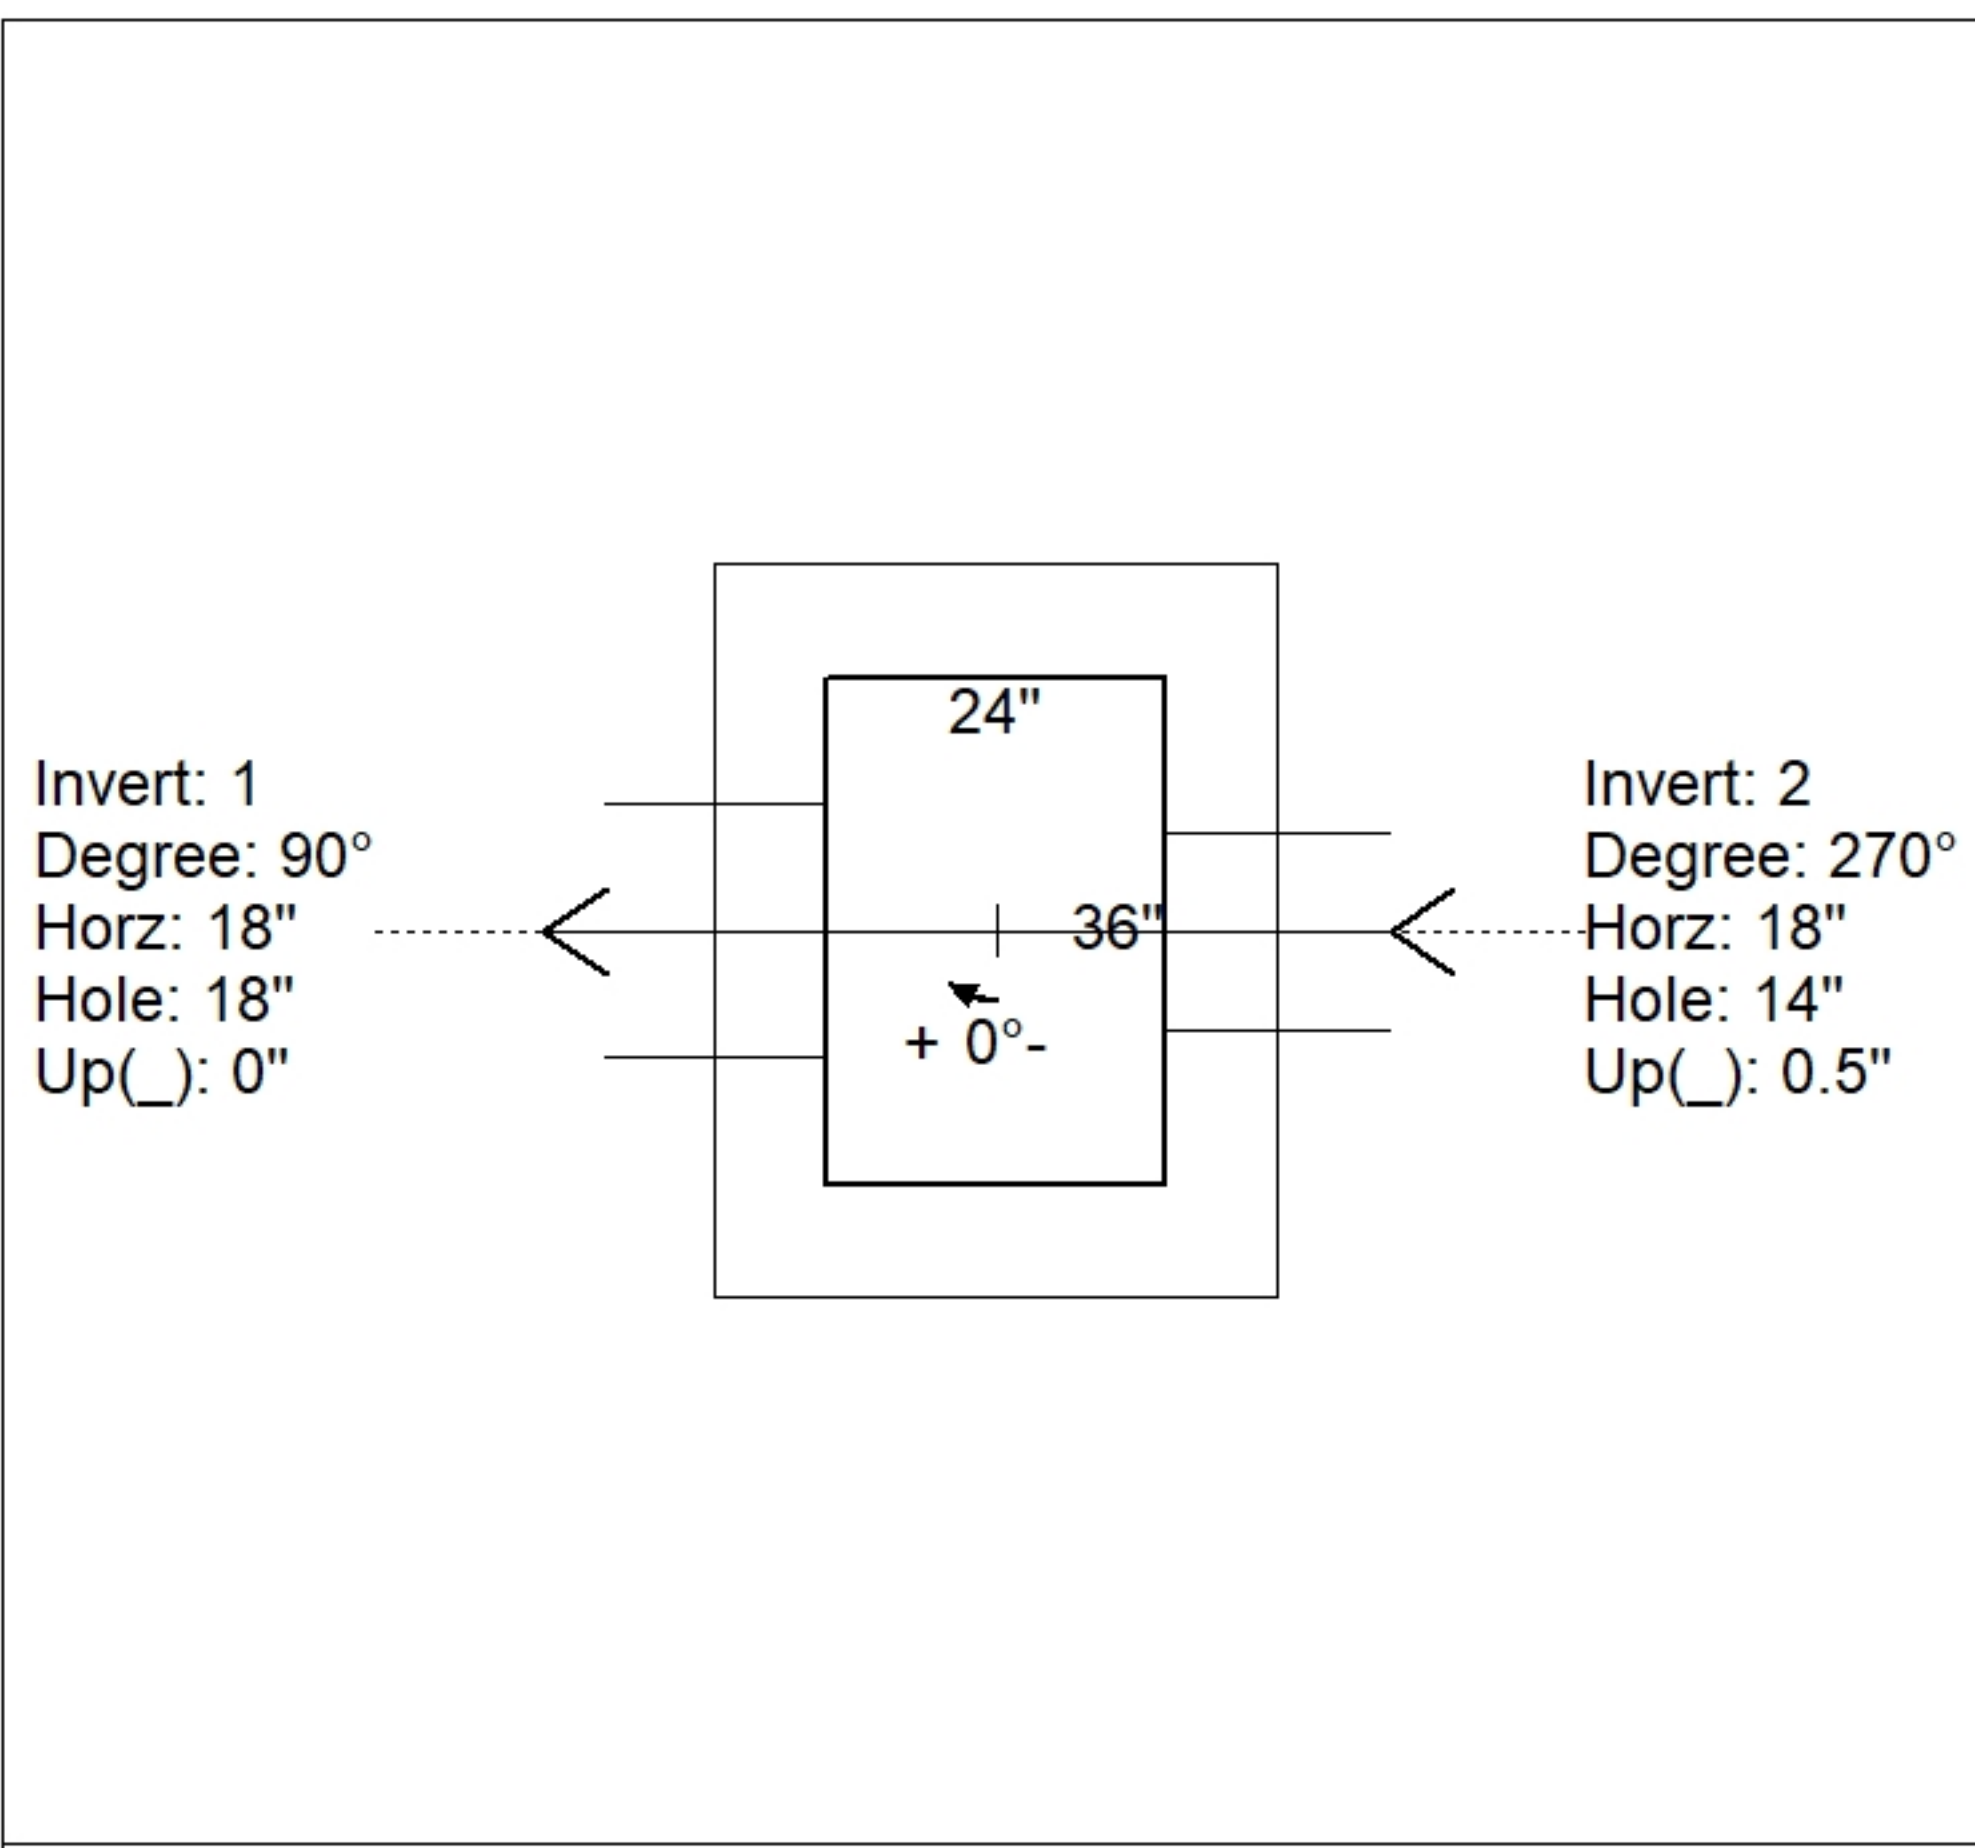 24"
Invert: 1
Degree: 90°
Horz: 18"
Hole: 18"
Up(_): 0"
36"
+ 0°-
Invert: 2
Degree: 270°
Horz: 18"
Hole: 14"
Up(_): 0.5"